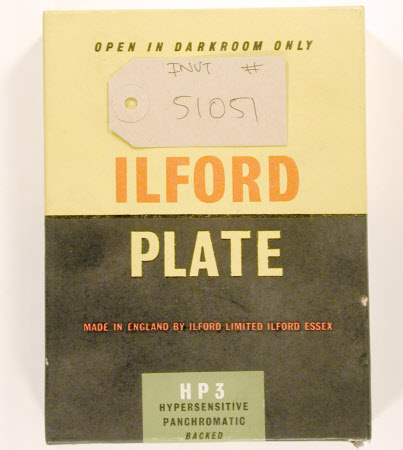 OPEN IN DARKROOM ONLY
INVT #
51051
ILFORD
PLATE
MADE IN ENGLAND BY ILFORD LIMITED ILFORD ESSEX
HP3
HYPERSENSITIVE
PANCHROMATIC
BACKED